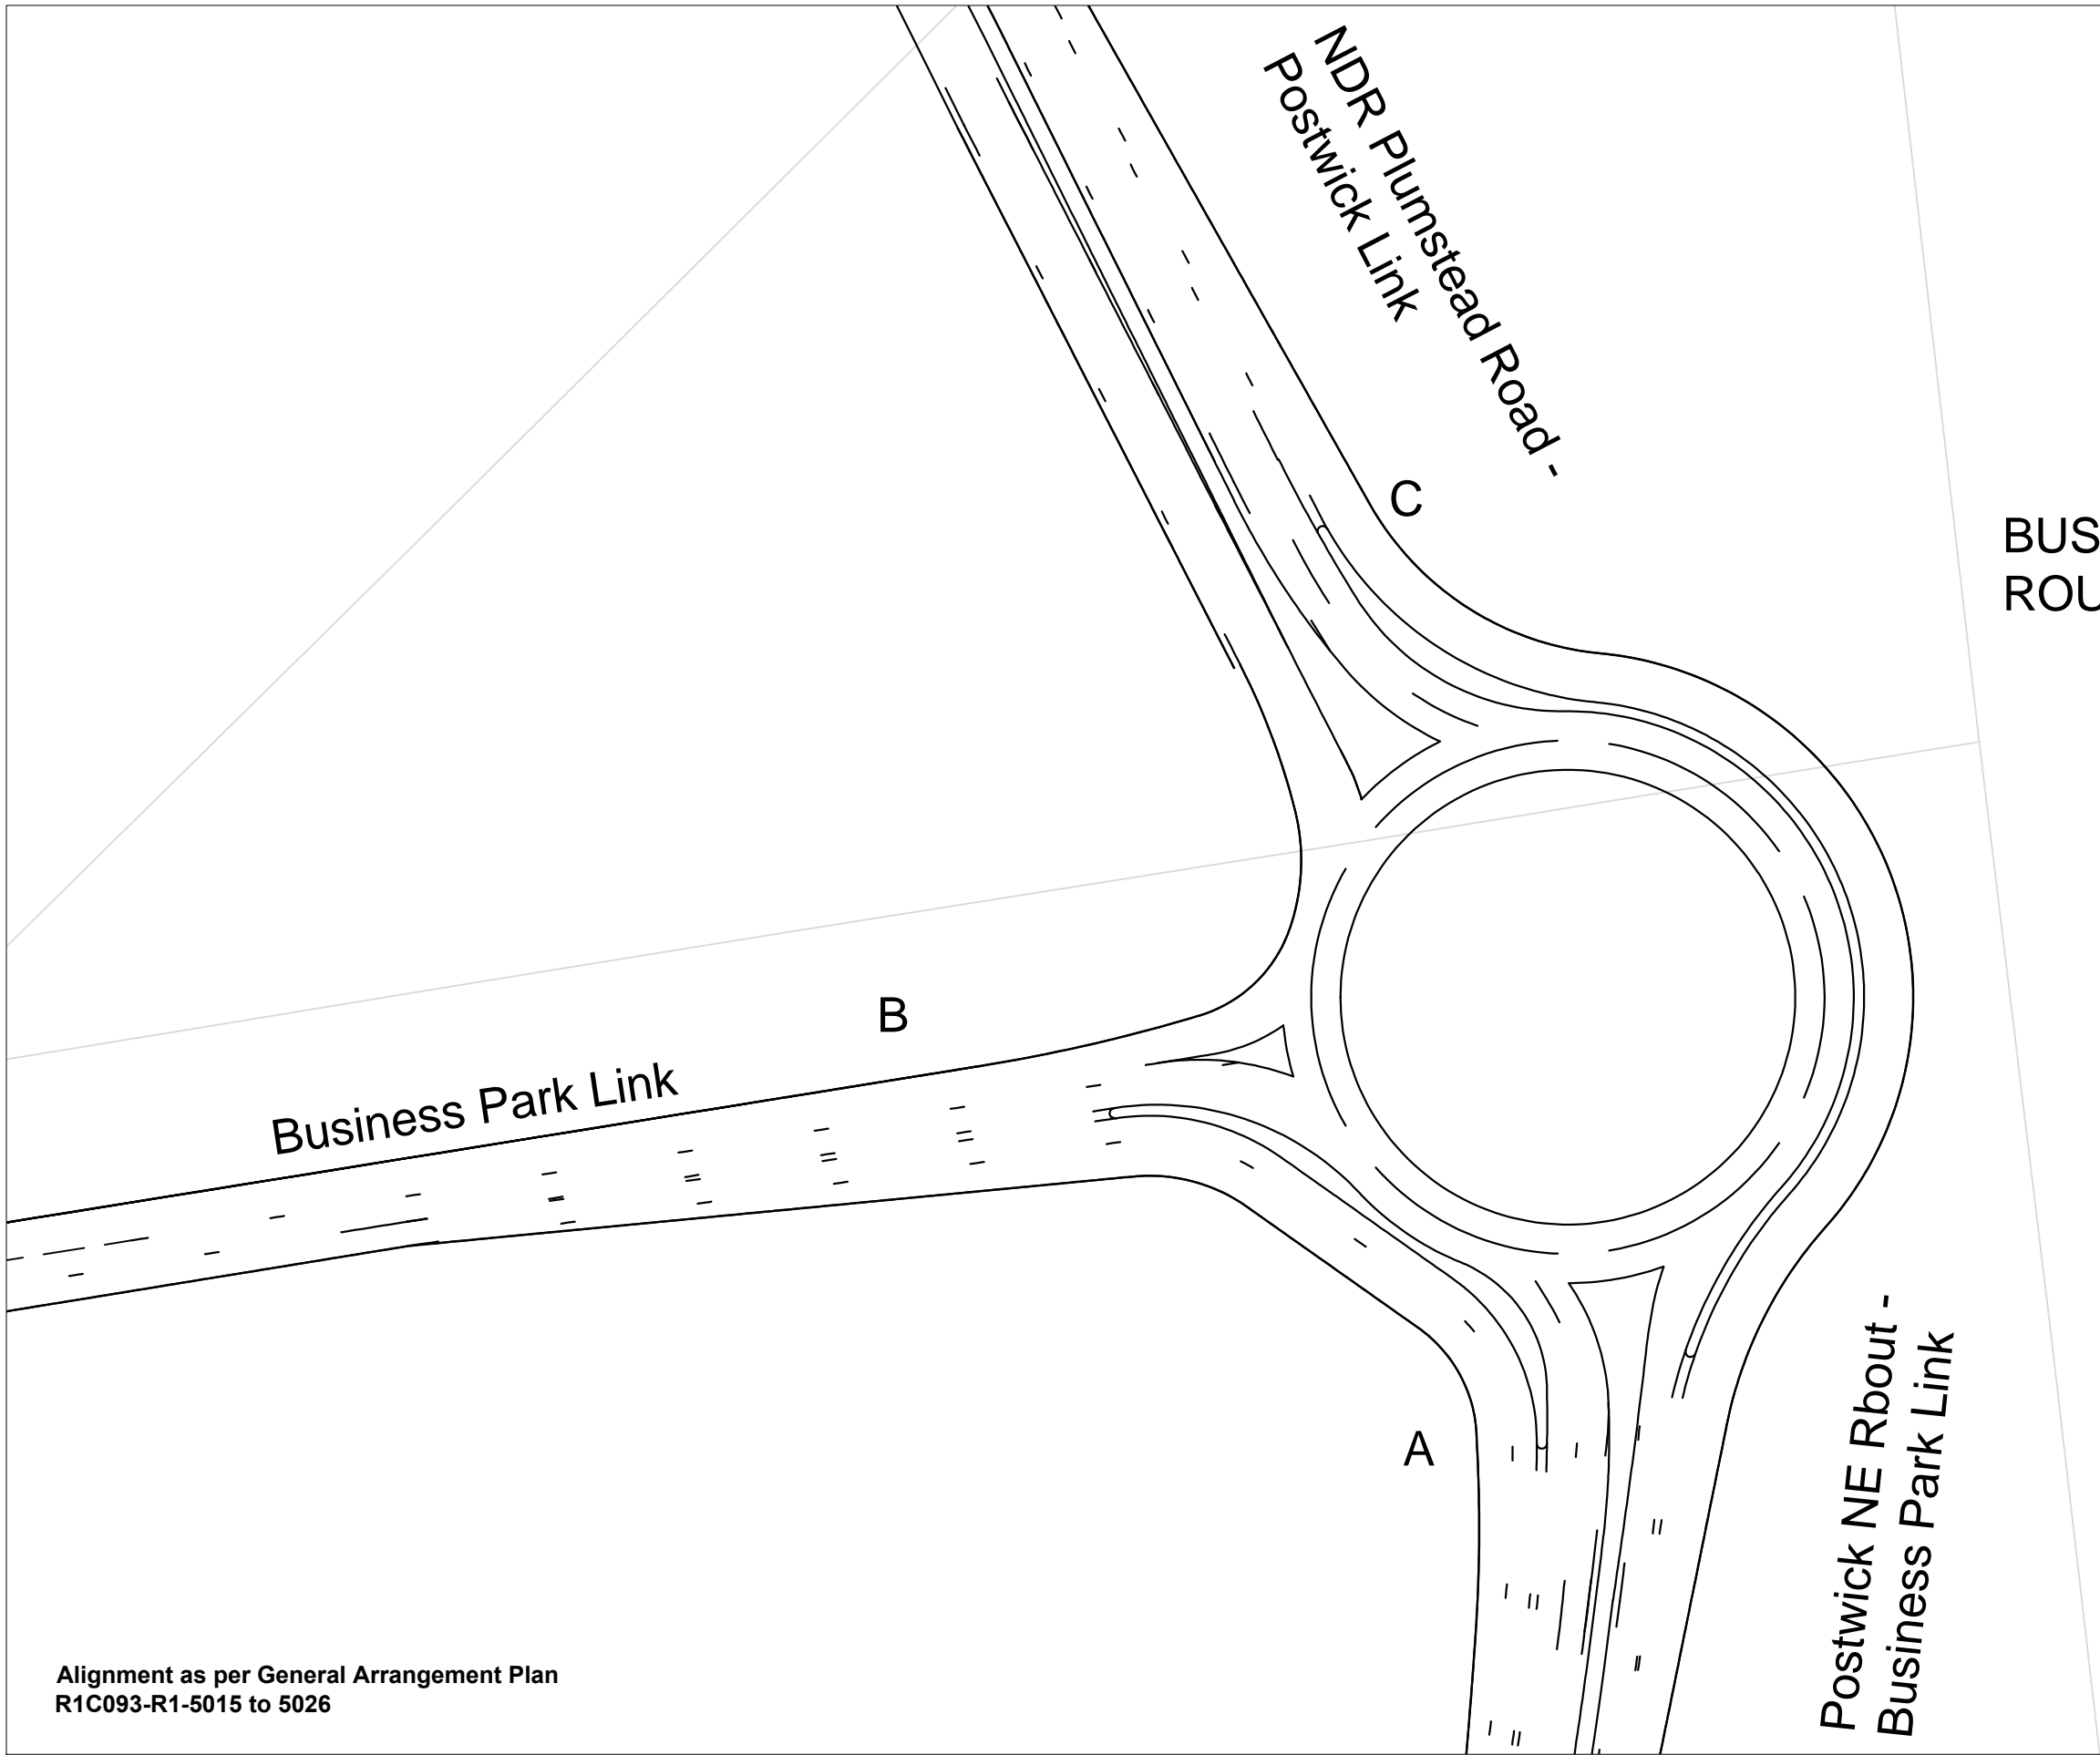 NDR Plumstead Road -
Postwick Link
C
BUS
ROU
B
Business Park Link
A
Postwick NE Rbout -
Business Park Link
Alignment as per General Arrangement Plan
R1C093-R1-5015 to 5026